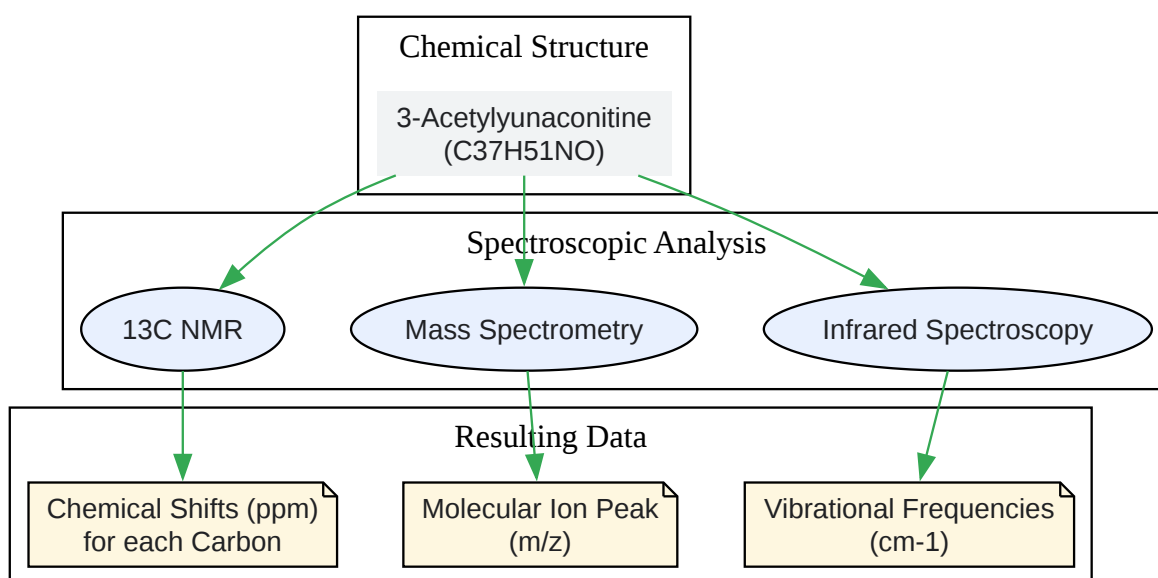 Chemical Structure
3-Acetylyunaconitine
(C37H51NO)
Spectroscopic Analysis
13C NMR
Mass Spectrometry
Infrared Spectroscopy
Resulting Data
Chemical Shifts (ppm)
for each Carbon
Molecular Ion Peak
(m/z)
Vibrational Frequencies
(cm-1)